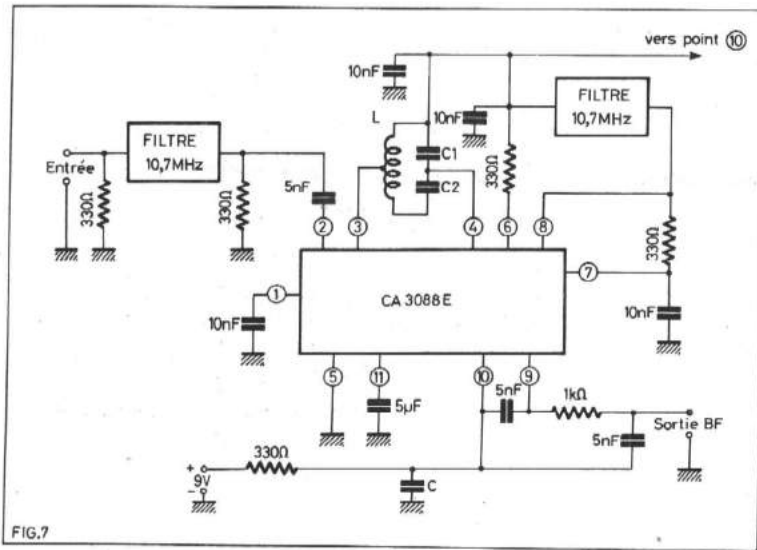 vers point ⑩
10nF
L
10nF
FILTRE
10,7MHz
FILTRE
10,7MHz
Entrée
C1
C2
330Ω
330Ω
5nF
330Ω
330Ω
② ③ ④ ⑥ ⑧
⑦
①
CA 3088E
10nF
10nF
⑤ ⑪ ⑩ ⑨
5nF
1kΩ
5µF
5nF
Sortie BF
330Ω
+
9V
-
C
FIG.7